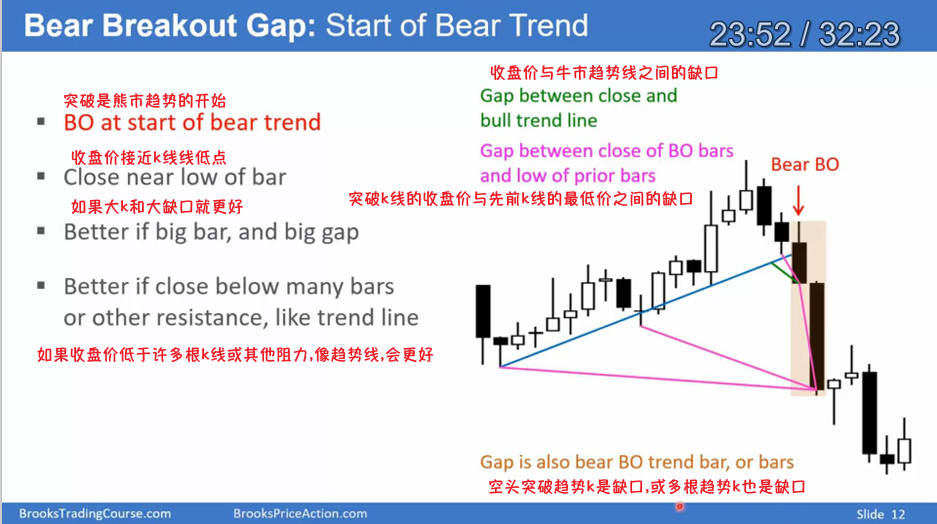 Bear Breakout Gap: Start of Bear Trend
23:52 / 32:23
突破是熊市趋势的开始
▪ BO at start of bear trend
收盘价接近k线线低点
▪ Close near low of bar
如果大k和大缺口就更好
▪ Better if big bar, and big gap
▪ Better if close below many bars
or other resistance, like trend line
如果收盘价低于许多根k线或其他阻力,像趋势线,会更好
收盘价与牛市趋势线之间的缺口
Gap between close and
bull trend line
Gap between close of BO bars
and low of prior bars
突破k线的收盘价与先前k线的最低价之间的缺口
Bear BO
Gap is also bear BO trend bar, or bars
空头突破趋势k是缺口,或多根趋势k也是缺口
BrooksTradingCourse.com
BrooksPriceAction.com
Slide 12